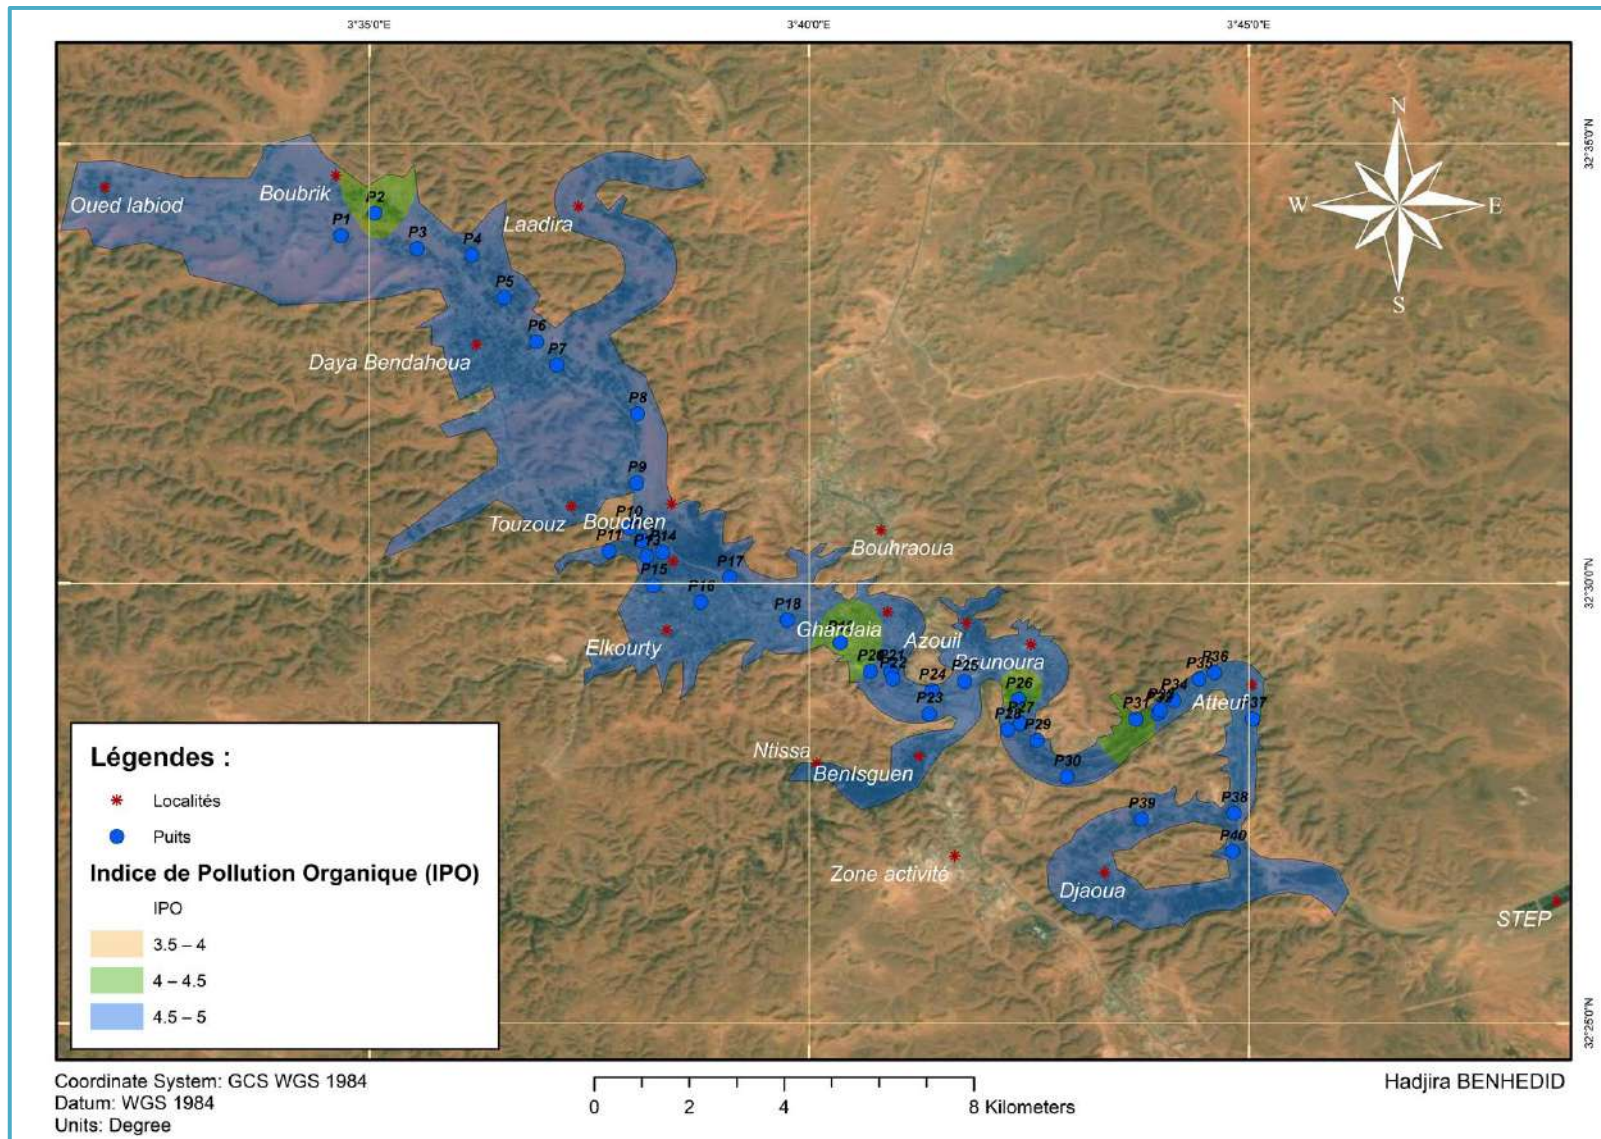 3°35'0"E
3°40'0"E
3°45'0"E
32°35'0"N
32°30'0"N
32°25'0"N
N
W
E
S
Oued labiod
Boubrik
P2
P1
P3
P4
Laadira
P5
P6
P7
Daya Bendahoua
P8
P9
Touzouz
P10
Bouchen
P11
P13
P14
Bouhraoua
P15
P17
P16
P18
Elkourty
Ghardaia
Azouil
Bounoura
P20
P21
P22
P24
P25
P23
P26
P27
P28
P29
P30
P31
P34
P35
P36
Atteuf
P37
Ntissa
BenIsguen
P38
P39
P40
Zone activité
Djaoua
STEP
Légendes :
Localités
Puits
Indice de Pollution Organique (IPO)
IPO
3.5 – 4
4 – 4.5
4.5 – 5
Coordinate System: GCS WGS 1984
Datum: WGS 1984
Units: Degree
0 2 4 8 Kilometers
Hadjira BENHEDID